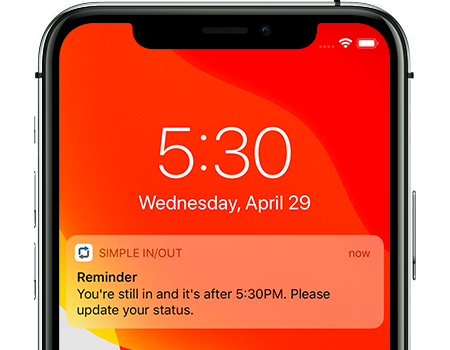 5:30
Wednesday, April 29
SIMPLE IN/OUT now
Reminder
You're still in and it's after 5:30PM. Please
update your status.